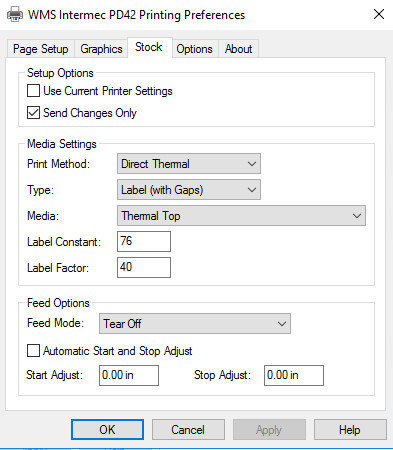 WMS Intermec PD42 Printing Preferences
Page Setup Graphics Stock Options About
Setup Options
Use Current Printer Settings
Send Changes Only
Media Settings
Print Method: Direct Thermal
Type: Label (with Gaps)
Media: Thermal Top
Label Constant: 76
Label Factor: 40
Feed Options
Feed Mode: Tear Off
Automatic Start and Stop Adjust
Start Adjust: 0.00 in Stop Adjust: 0.00 in
OK Cancel Apply Help